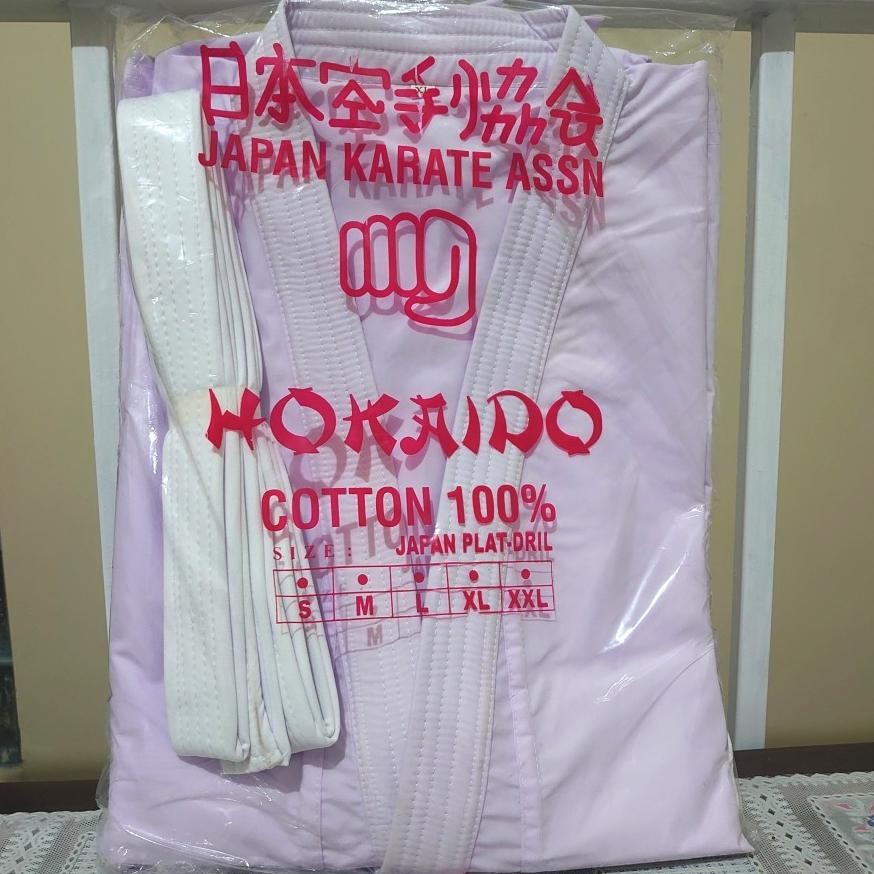 日本空手協会
JAPAN KARATE ASSN
HOKAIDO
COTTON 100%
SIZE: JAPAN PLAT-DRIL
S M L XL XXL